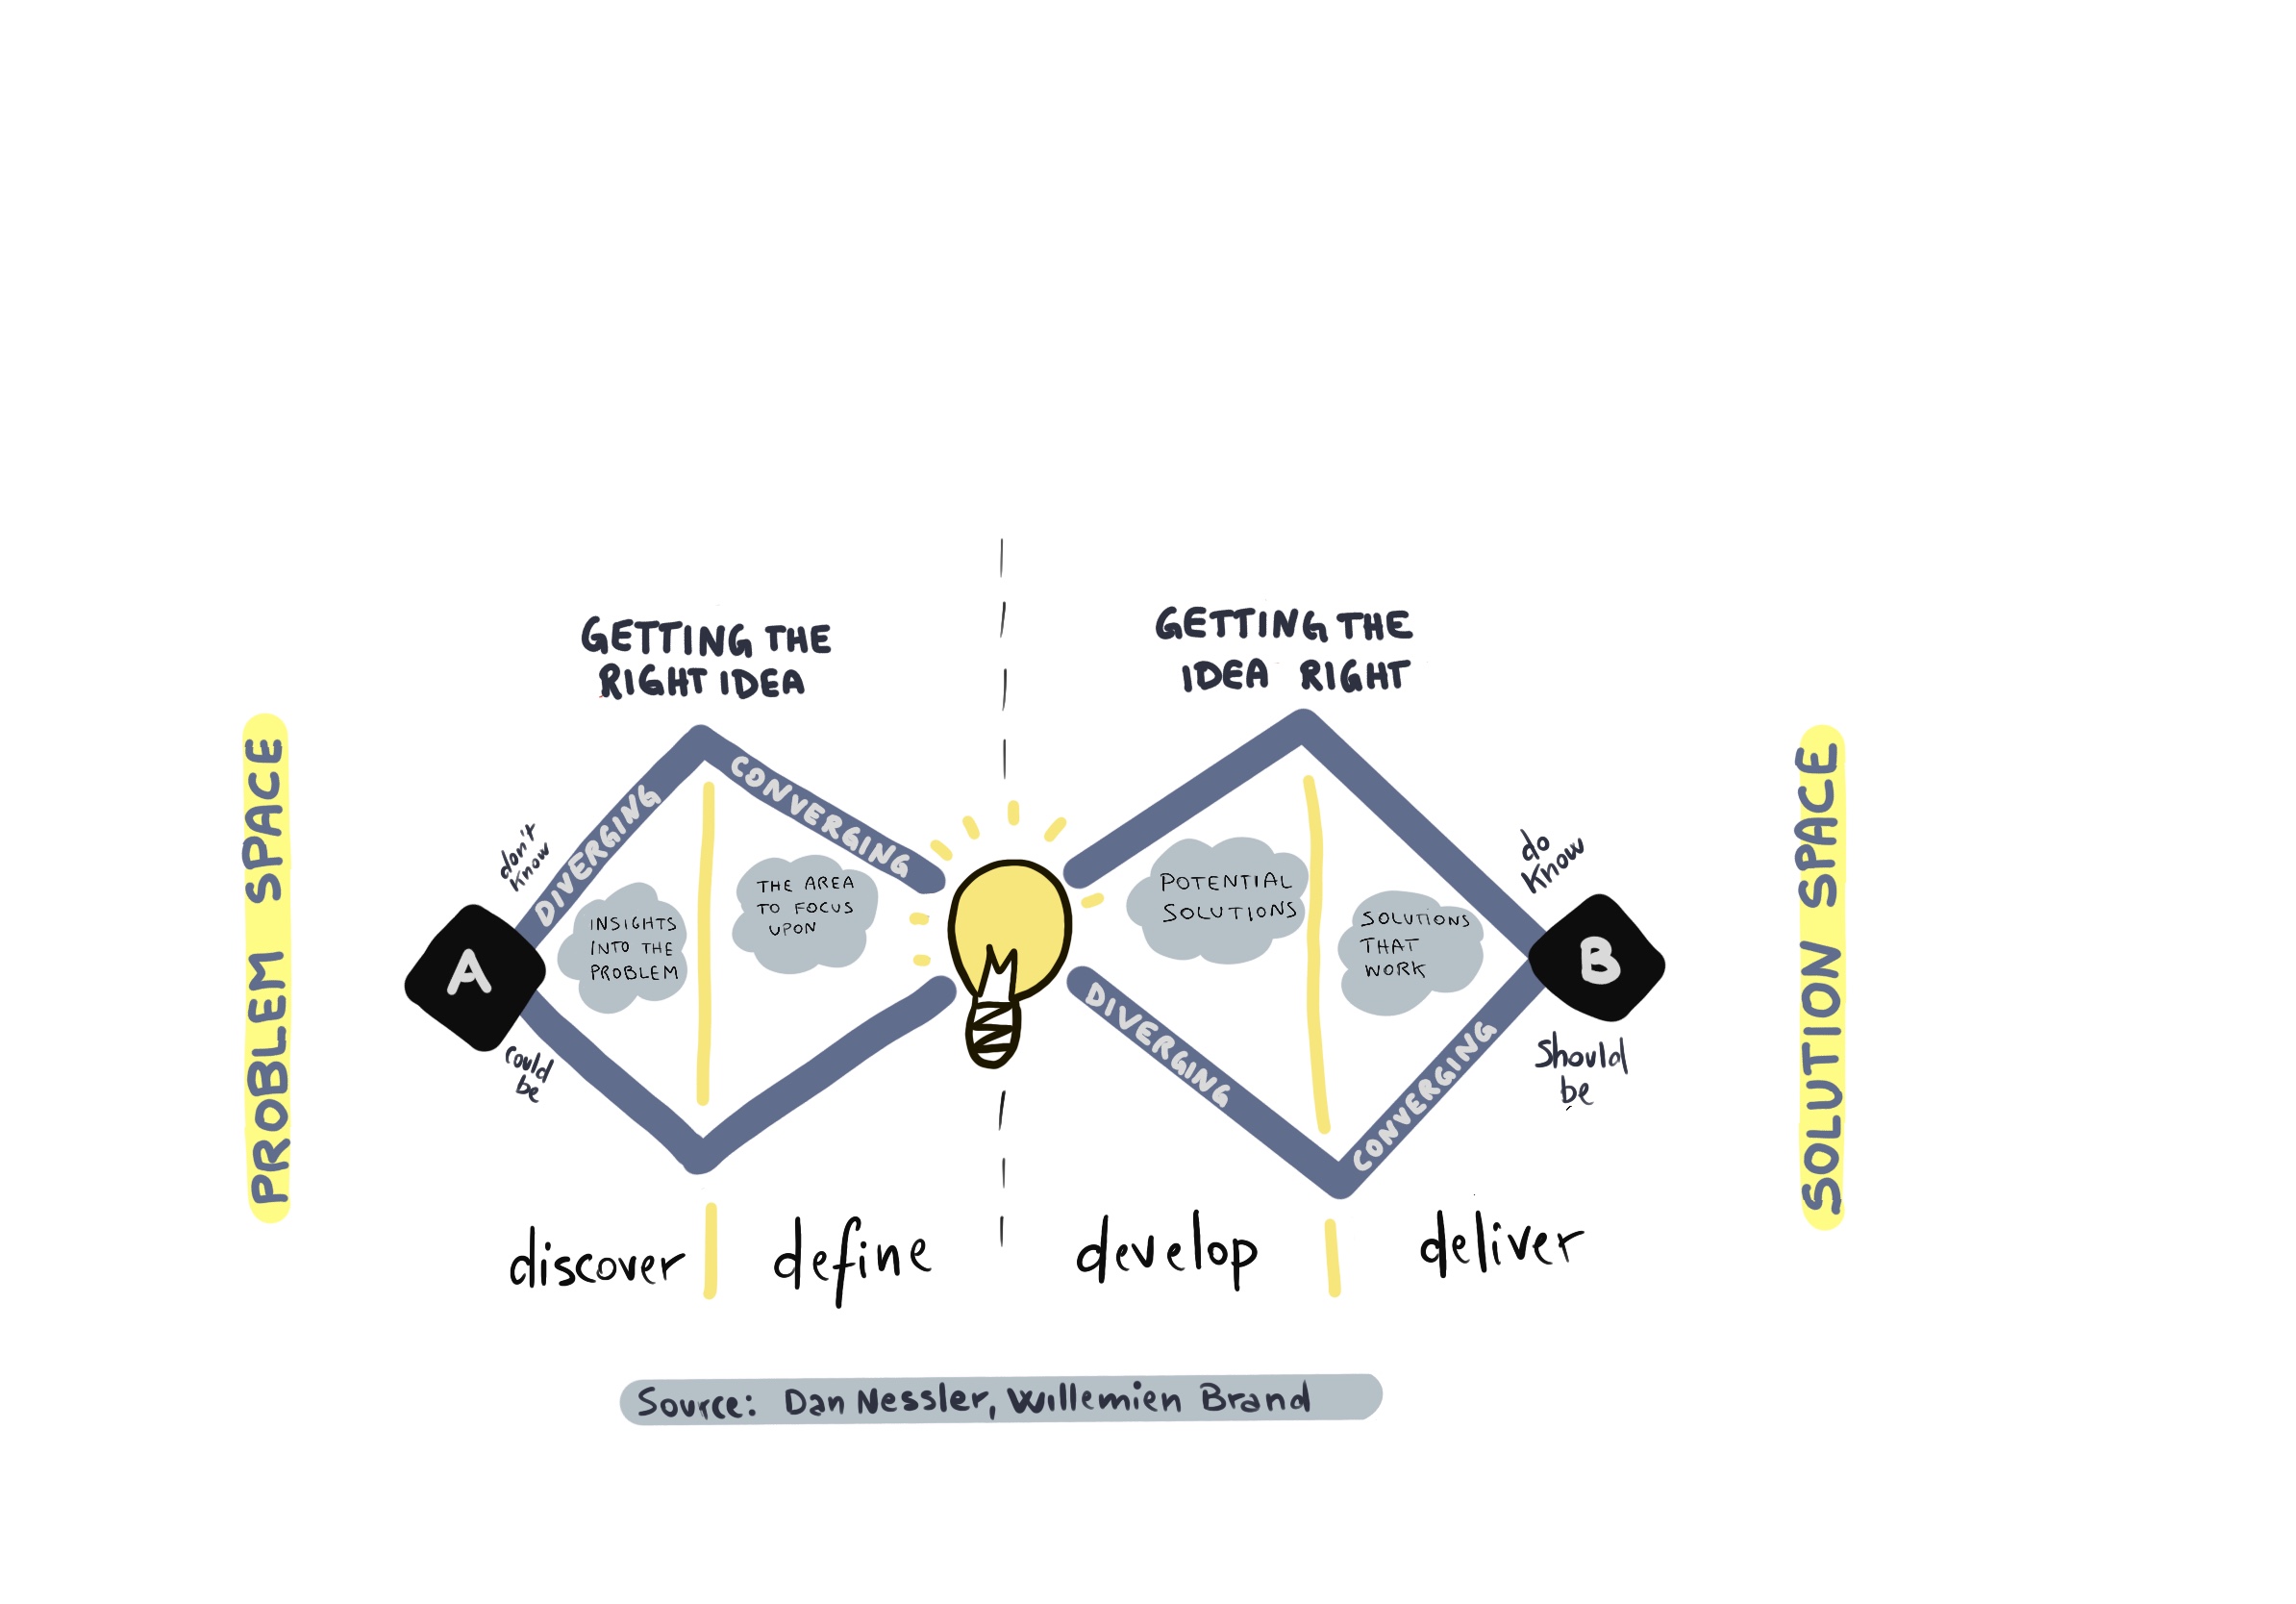 GETTING THE
RIGHT IDEA
GETTING THE
IDEA RIGHT
PROBLEM SPACE
don't
know
DIVERGING
CONVERGING
A
could
be
INSIGHTS
INTO THE
PROBLEM
THE AREA
TO FOCUS
UPON
POTENTIAL
SOLUTIONS
SOLUTIONS
THAT
WORK
DIVERGING
CONVERGING
do
know
B
Should
be
SOLUTION SPACE
discover
define
develop
deliver
Source: Dan Nessler, Willemien Brand